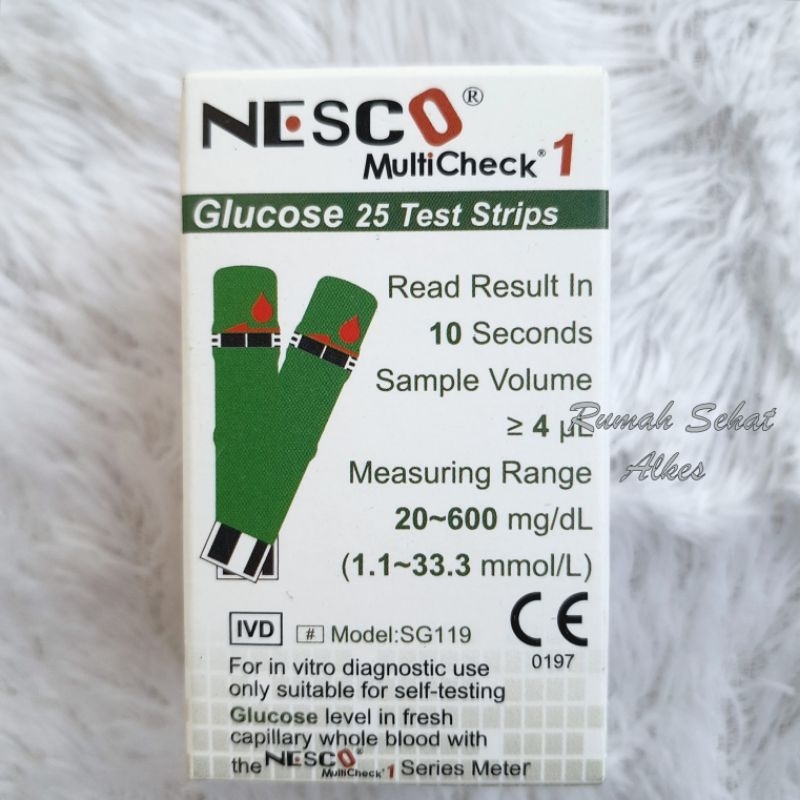 NESCO®
MultiCheck® 1
Glucose 25 Test Strips
Read Result In
10 Seconds
Sample Volume
≥ 4 µL
Rumah Sehat
Alkes
Measuring Range
20~600 mg/dL
(1.1~33.3 mmol/L)
IVD # Model:SG119
CE
0197
For in vitro diagnostic use
only suitable for self-testing
Glucose level in fresh
capillary whole blood with
the NESCO® MultiCheck® 1 Series Meter